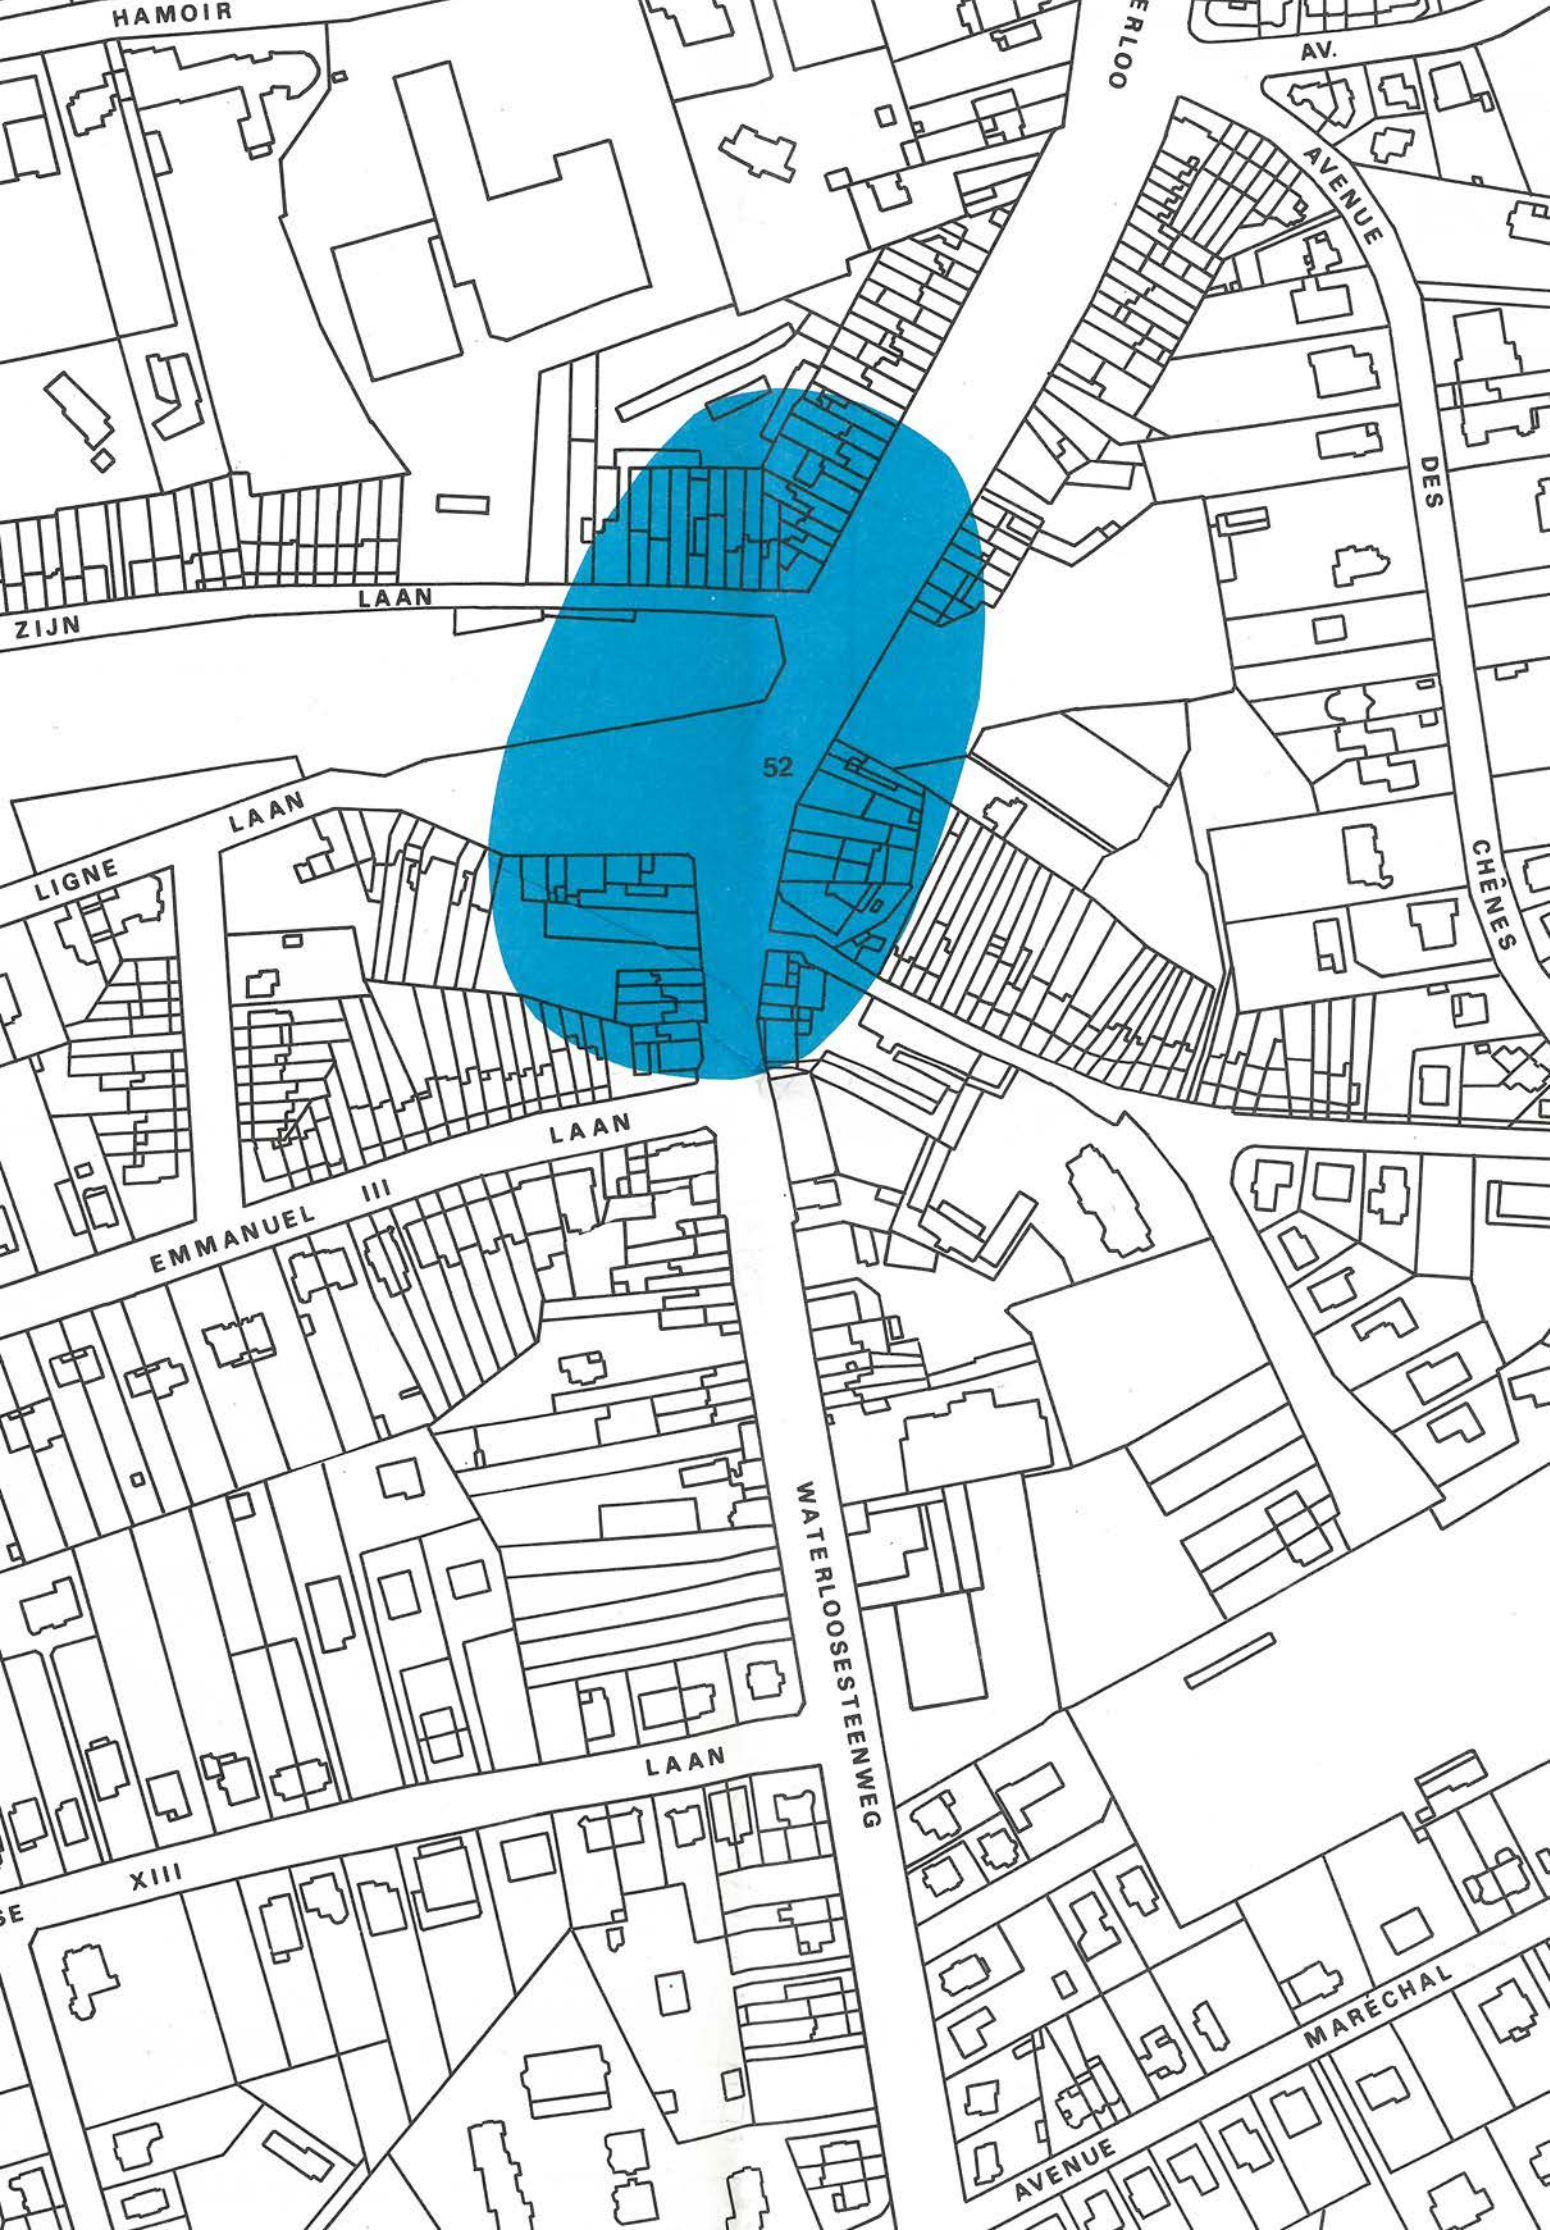 HAMOIR
ERLOO
AV.
AVENUE
DES
CHÊNES
LAAN
ZIJN
52
LAAN
LIGNE
LAAN
EMMANUEL III
WATERLOOSESTEENWEG
LAAN
XIII
SE
MARÉCHAL
AVENUE